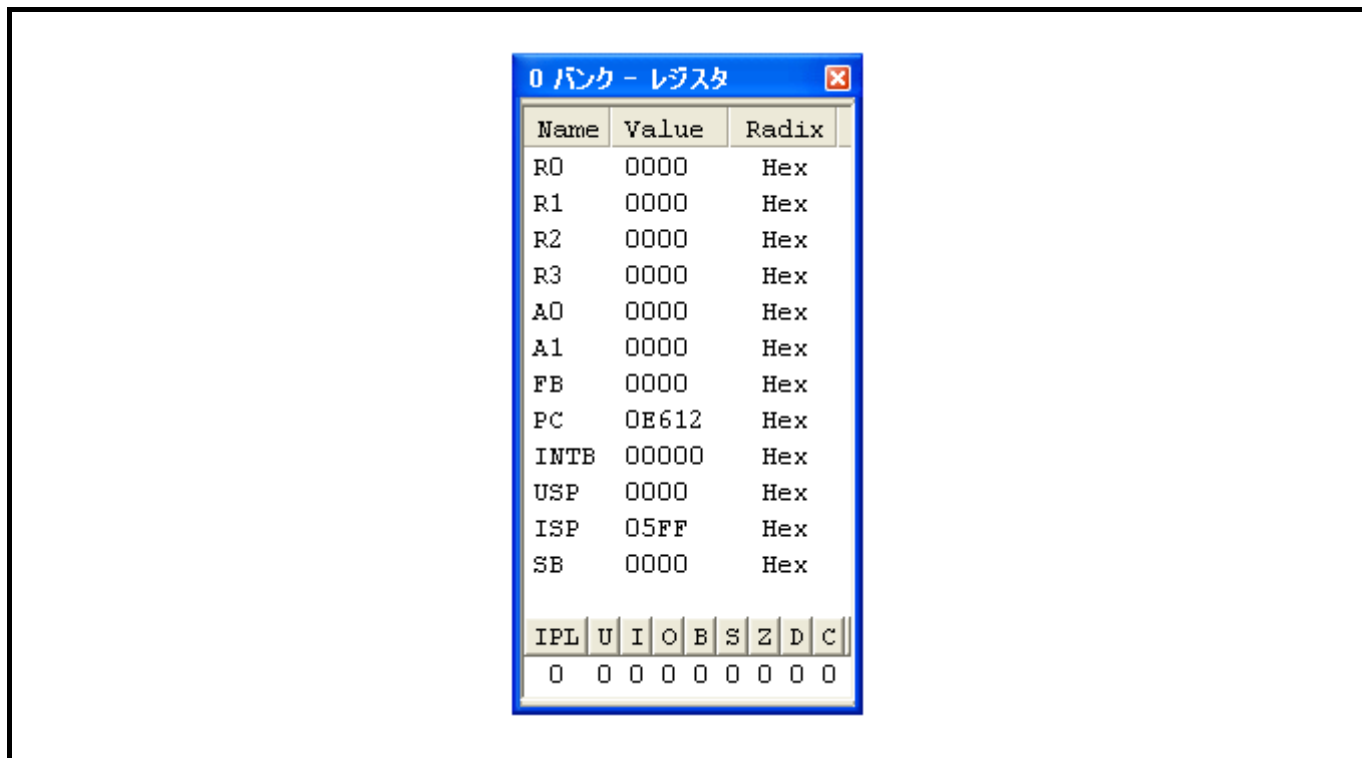 0 バンク - レジスタ
Name Value Radix
R0 0000 Hex
R1 0000 Hex
R2 0000 Hex
R3 0000 Hex
A0 0000 Hex
A1 0000 Hex
FB 0000 Hex
PC 0E612 Hex
INTB 00000 Hex
USP 0000 Hex
ISP 05FF Hex
SB 0000 Hex
IPL U I O B S Z D C
0 0 0 0 0 0 0 0 0